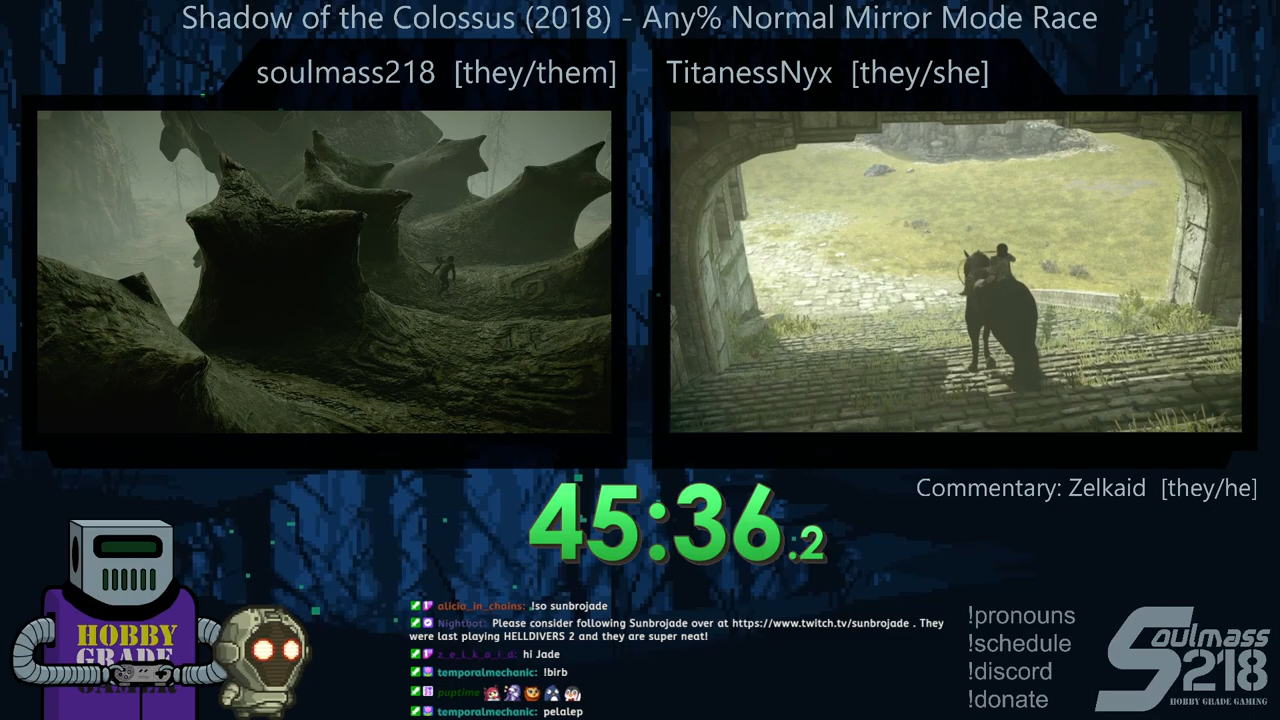 Shadow of the Colossus (2018) - Any% Normal Mirror Mode Race
soulmass218 [they/them]
TitanessNyx [they/she]
Commentary: Zelkaid [they/he]
45:36.2
alicia_in_chains: !so sunbrojade
Nightbot: Please consider following Sunbrojade over at https://www.twitch.tv/sunbrojade . They
were last playing HELLDIVERS 2 and they are super neat!
z_e_l_k_a_i_d: hi Jade
temporalmechanic: !birb
puptime
temporalmechanic: pelalep
!pronouns
!schedule
!discord
!donate
Soulmass
218
HOBBY GRADE GAMING
HOBBY
GRADE
GAMER